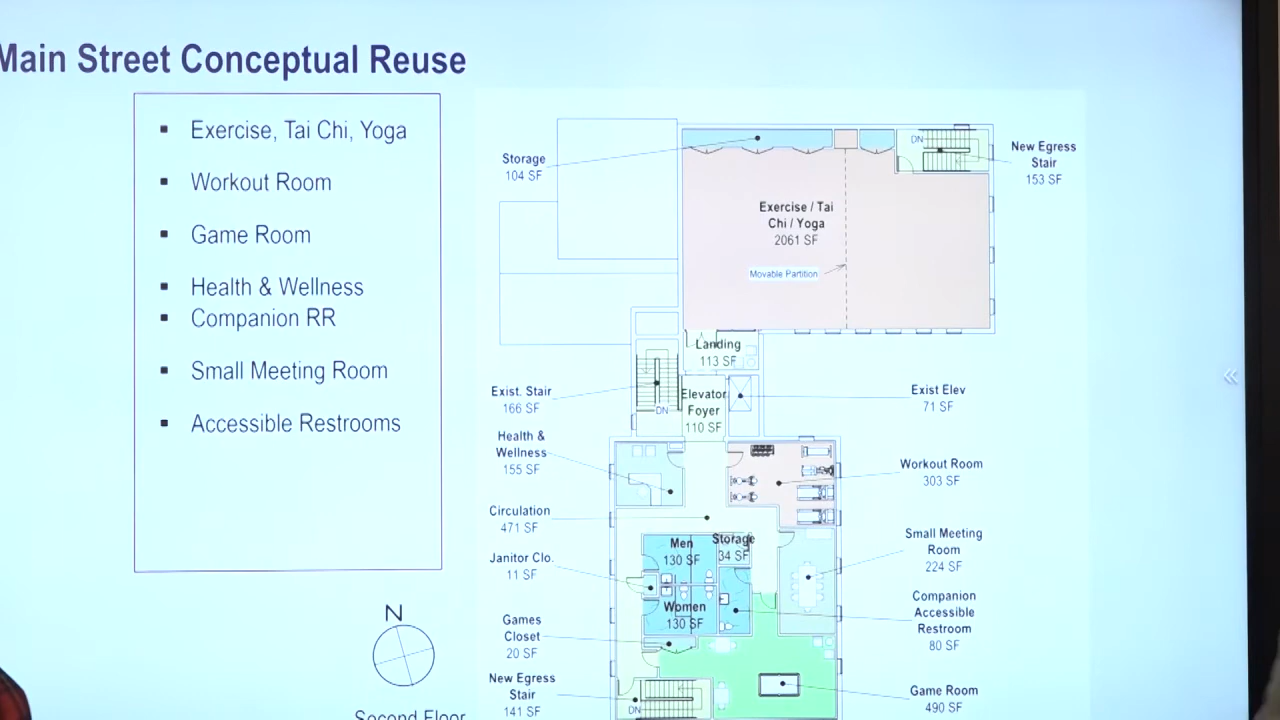 Main Street Conceptual Reuse
▪ Exercise, Tai Chi, Yoga
▪ Workout Room
▪ Game Room
▪ Health & Wellness
▪ Companion RR
▪ Small Meeting Room
▪ Accessible Restrooms
N
Second Floor
Storage
104 SF
DN
New Egress
Stair
153 SF
Exercise / Tai
Chi / Yoga
2061 SF
Movable Partition
Landing
113 SF
Exist. Stair
166 SF
DN
Elevator
Foyer
110 SF
Exist Elev
71 SF
Health &
Wellness
155 SF
Workout Room
303 SF
Circulation
471 SF
Men
130 SF
Storage
34 SF
Small Meeting
Room
224 SF
Janitor Clo.
11 SF
Women
130 SF
Companion
Accessible
Restroom
80 SF
Games
Closet
20 SF
New Egress
Stair
141 SF
DN
Game Room
490 SF